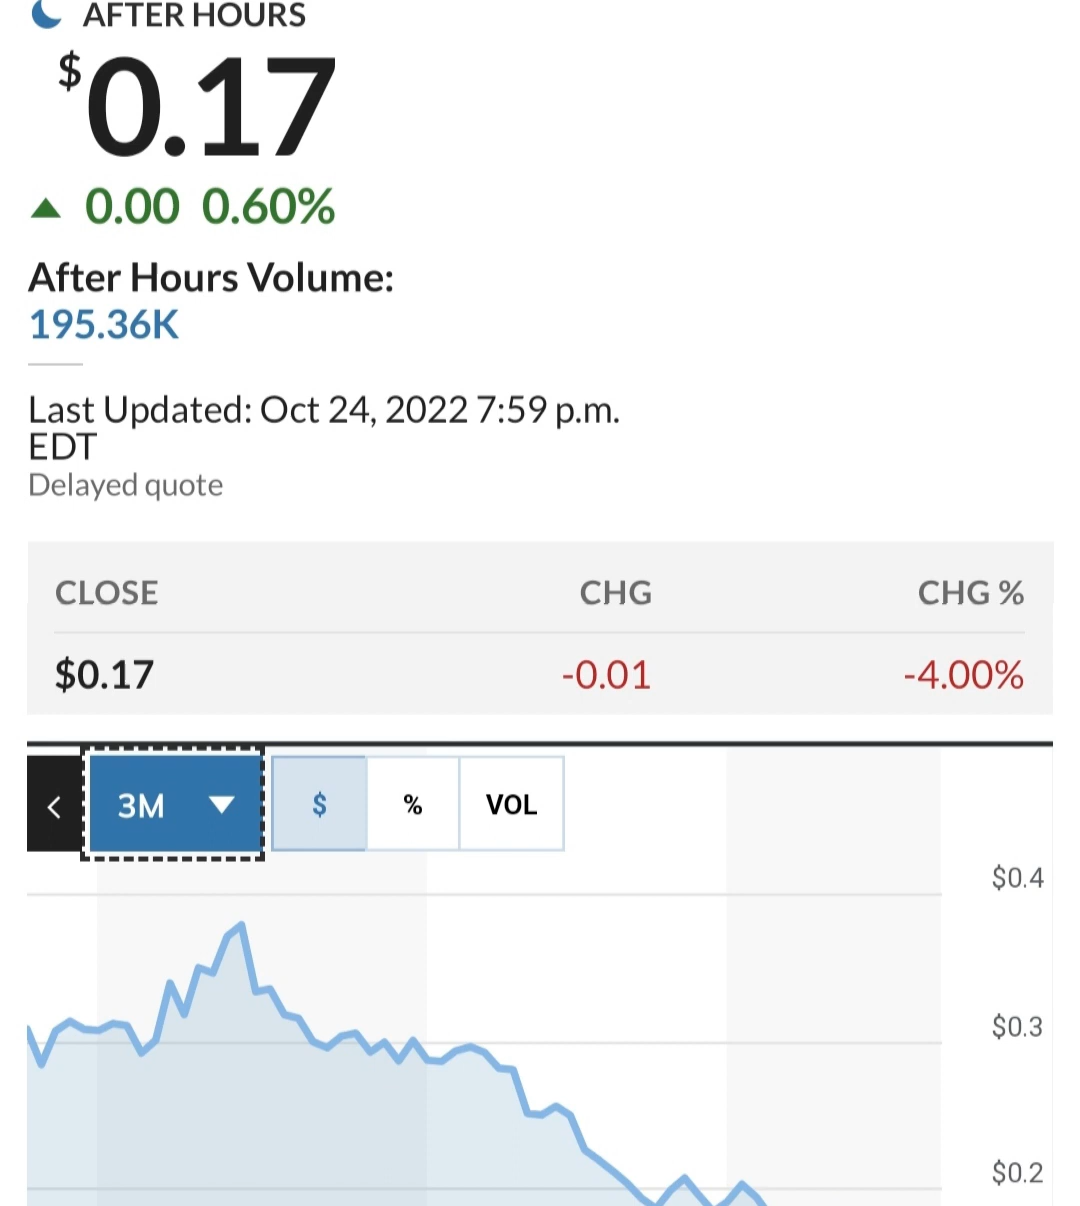 AFTER HOURS
$0.17
0.00 0.60%
After Hours Volume:
195.36K
Last Updated: Oct 24, 2022 7:59 p.m.
EDT
Delayed quote
CLOSE CHG CHG %
$0.17 -0.01 -4.00%
3M $ % VOL
$0.4
$0.3
$0.2